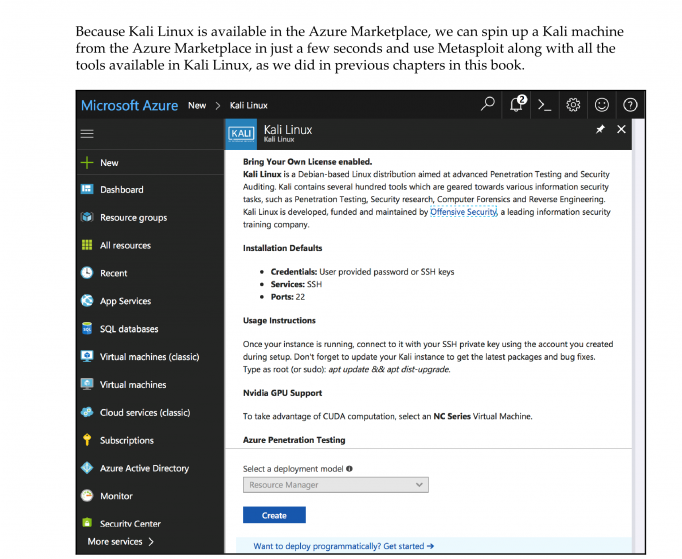 Because Kali Linux is available in the Azure Marketplace, we can spin up a Kali machine
from the Azure Marketplace in just a few seconds and use Metasploit along with all the
tools available in Kali Linux, as we did in previous chapters in this book.
Microsoft Azure New > Kali Linux
2
KALI
Kali Linux
Kali Linux
New
Dashboard
Resource groups
All resources
Recent
App Services
SQL databases
Virtual machines (classic)
Virtual machines
Cloud services (classic)
Subscriptions
Azure Active Directory
Monitor
Security Center
More services >
Bring Your Own License enabled.
Kali Linux is a Debian-based Linux distribution aimed at advanced Penetration Testing and Security
Auditing. Kali contains several hundred tools which are geared towards various information security
tasks, such as Penetration Testing, Security research, Computer Forensics and Reverse Engineering.
Kali Linux is developed, funded and maintained by Offensive Security, a leading information security
training company.
Installation Defaults
• Credentials: User provided password or SSH keys
• Services: SSH
• Ports: 22
Usage Instructions
Once your instance is running, connect to it with your SSH private key using the account you created
during setup. Don't forget to update your Kali instance to get the latest packages and bug fixes.
Type as root (or sudo): apt update && apt dist-upgrade.
Nvidia GPU Support
To take advantage of CUDA computation, select an NC Series Virtual Machine.
Azure Penetration Testing
Select a deployment model
Resource Manager
Create
Want to deploy programmatically? Get started →